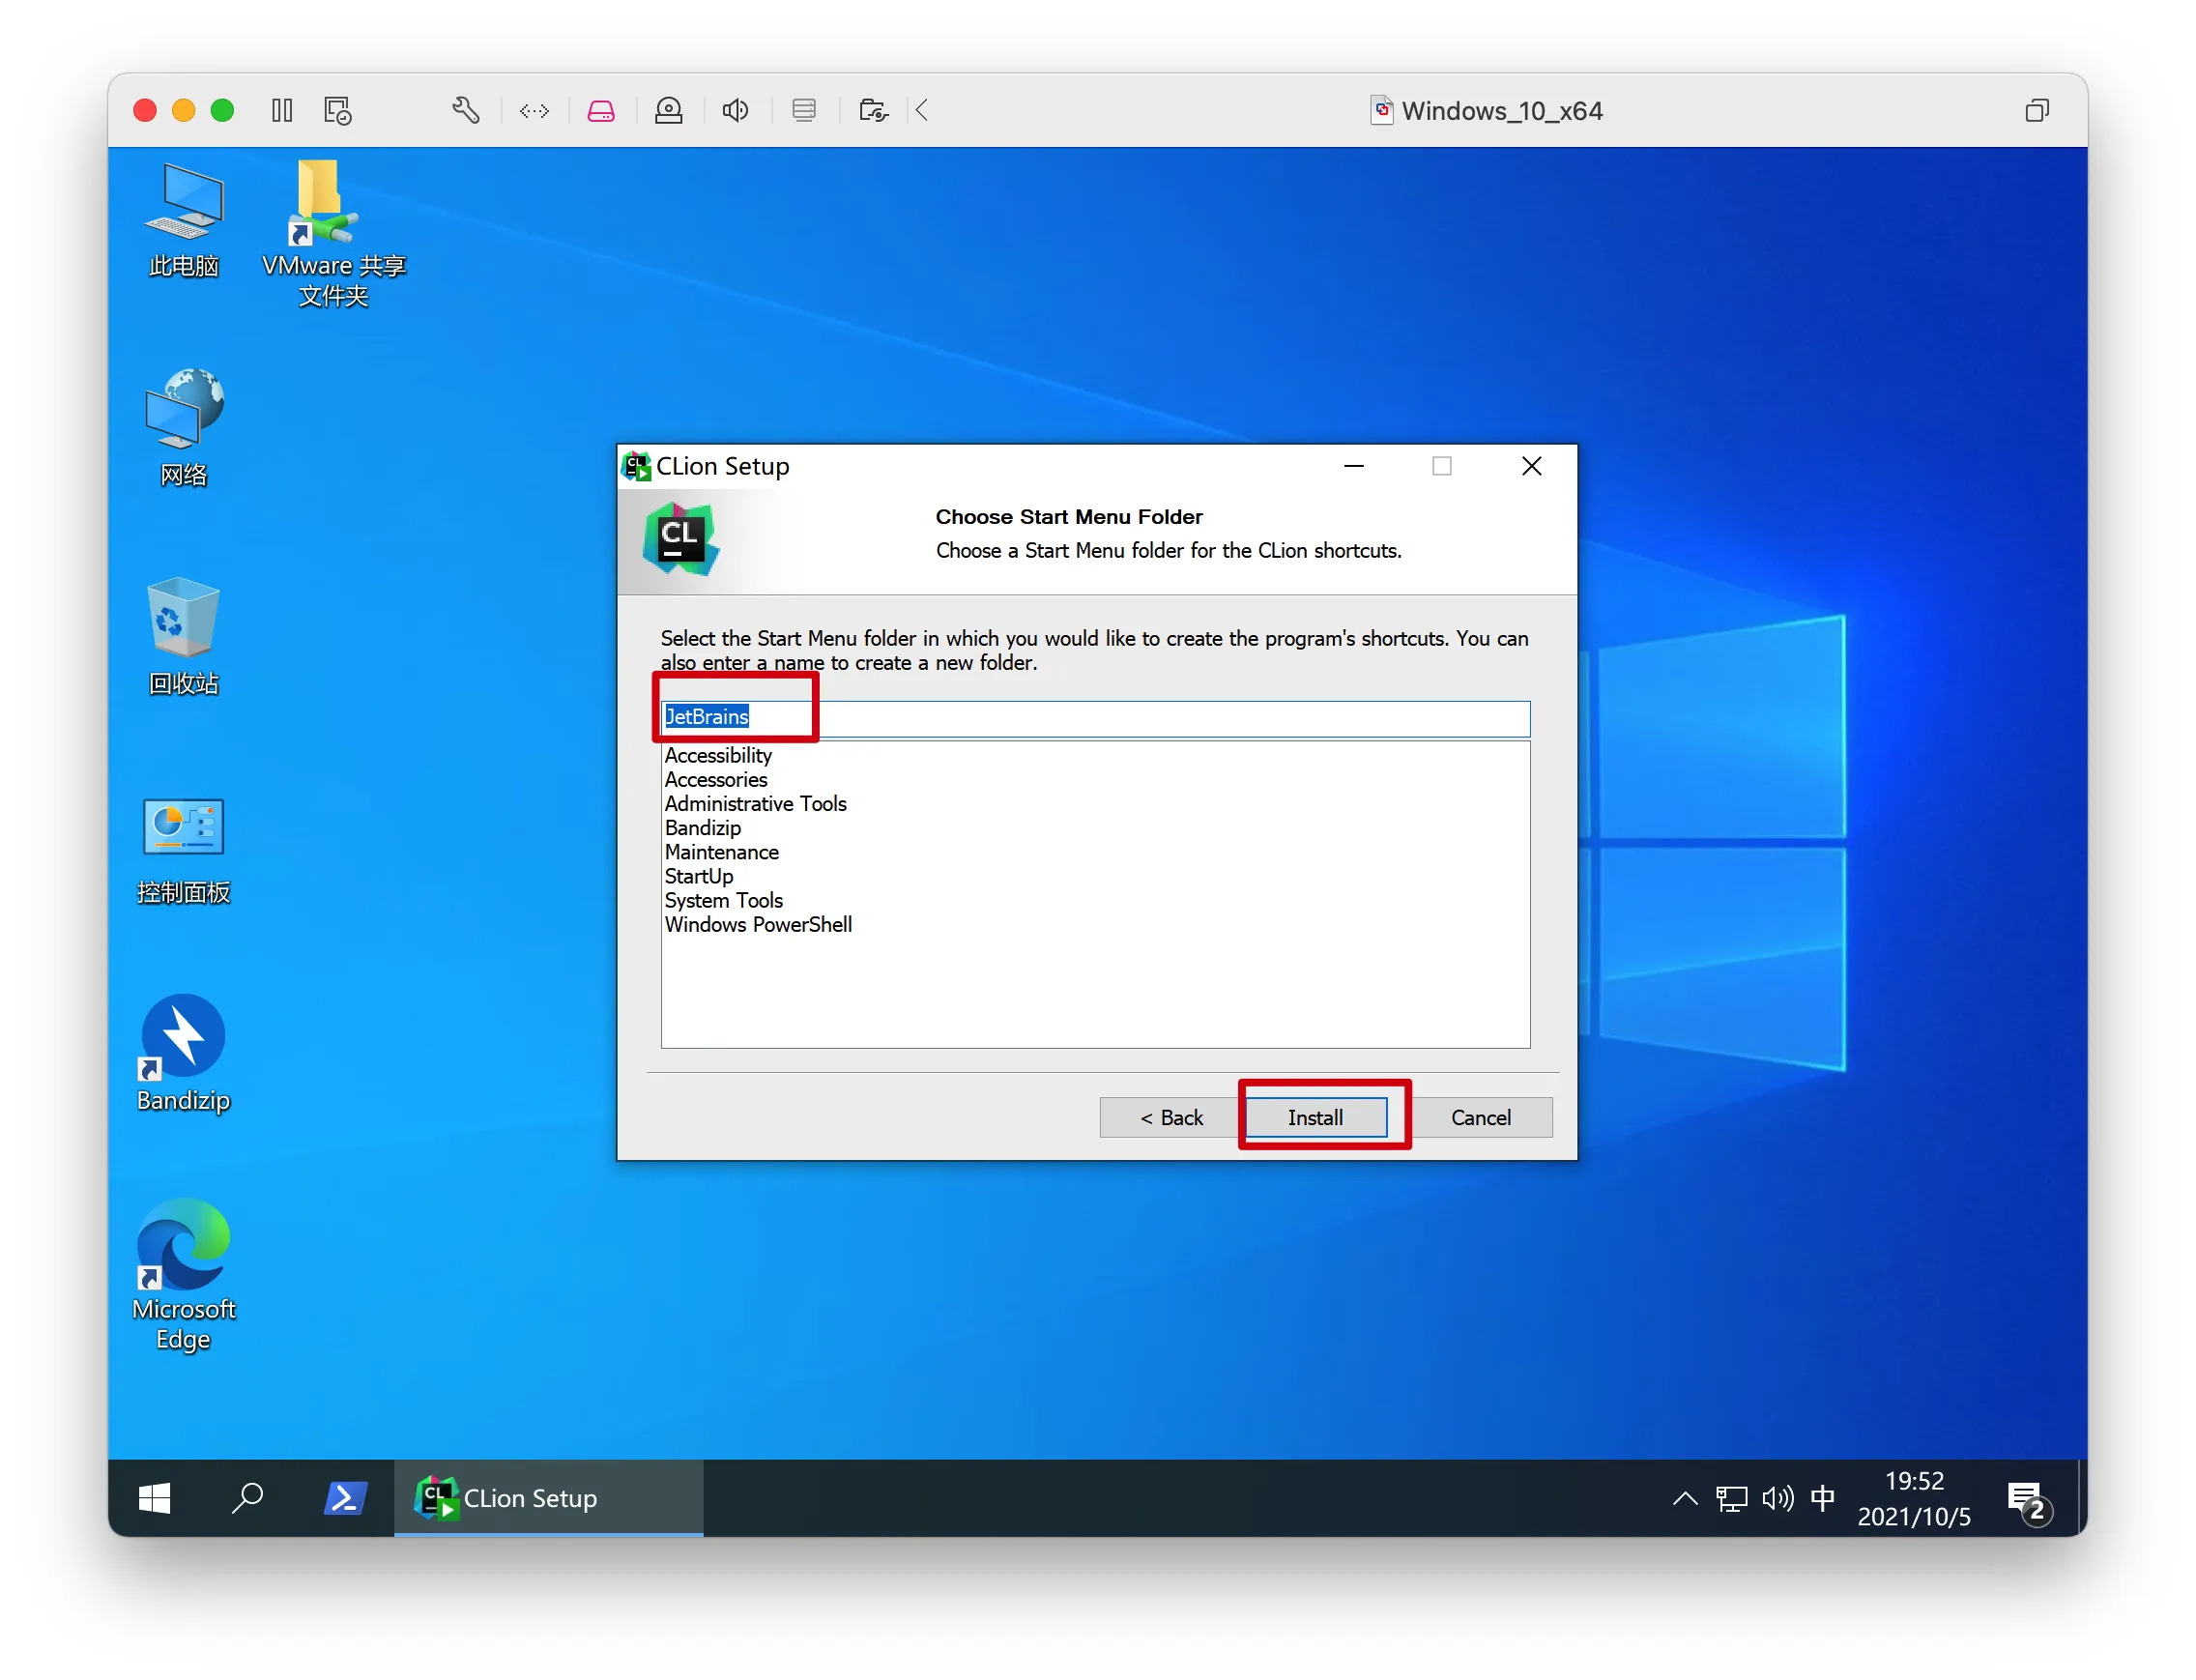 Windows_10_x64
此电脑
VMware 共享
文件夹
网络
回收站
控制面板
Bandizip
Microsoft
Edge
CL
CLion Setup
CL
Choose Start Menu Folder
Choose a Start Menu folder for the CLion shortcuts.
Select the Start Menu folder in which you would like to create the program's shortcuts. You can
also enter a name to create a new folder.
JetBrains
Accessibility
Accessories
Administrative Tools
Bandizip
Maintenance
StartUp
System Tools
Windows PowerShell
< Back
Install
Cancel
CL
CLion Setup
中
19:52
2021/10/5
2